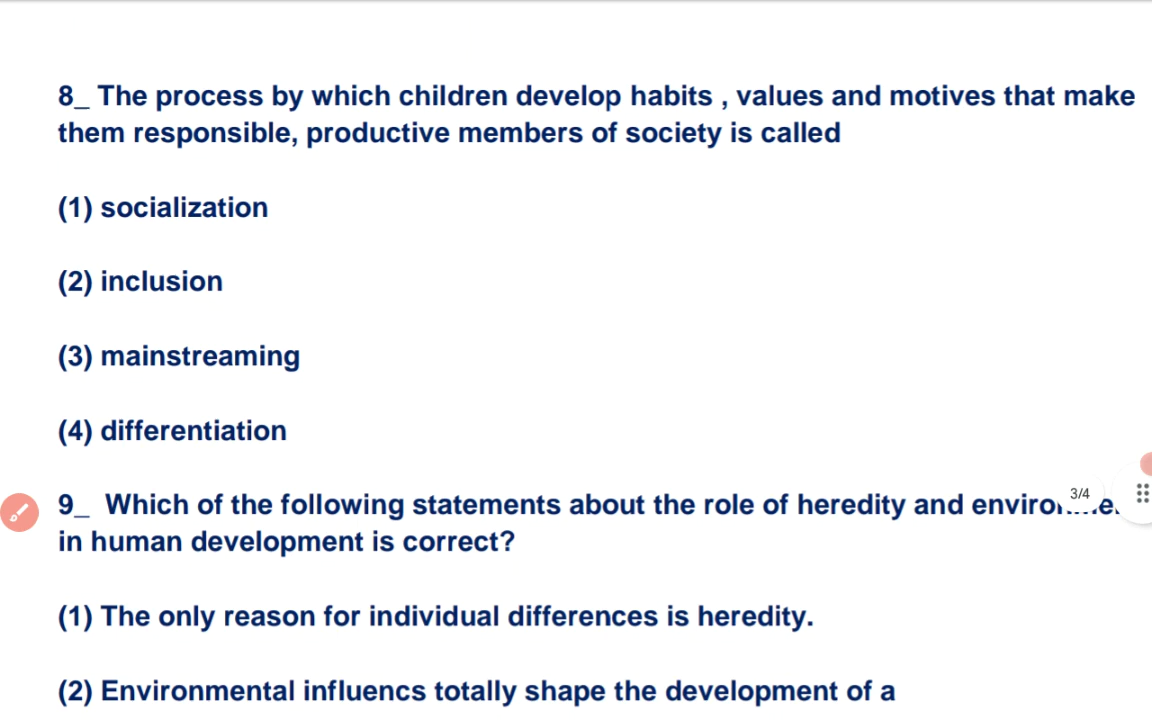 8_ The process by which children develop habits , values and motives that make
them responsible, productive members of society is called
(1) socialization
(2) inclusion
(3) mainstreaming
(4) differentiation
9_ Which of the following statements about the role of heredity and
3/4
in human development is correct?
(1) The only reason for individual differences is heredity.
(2) Environmental influencs totally shape the development of a